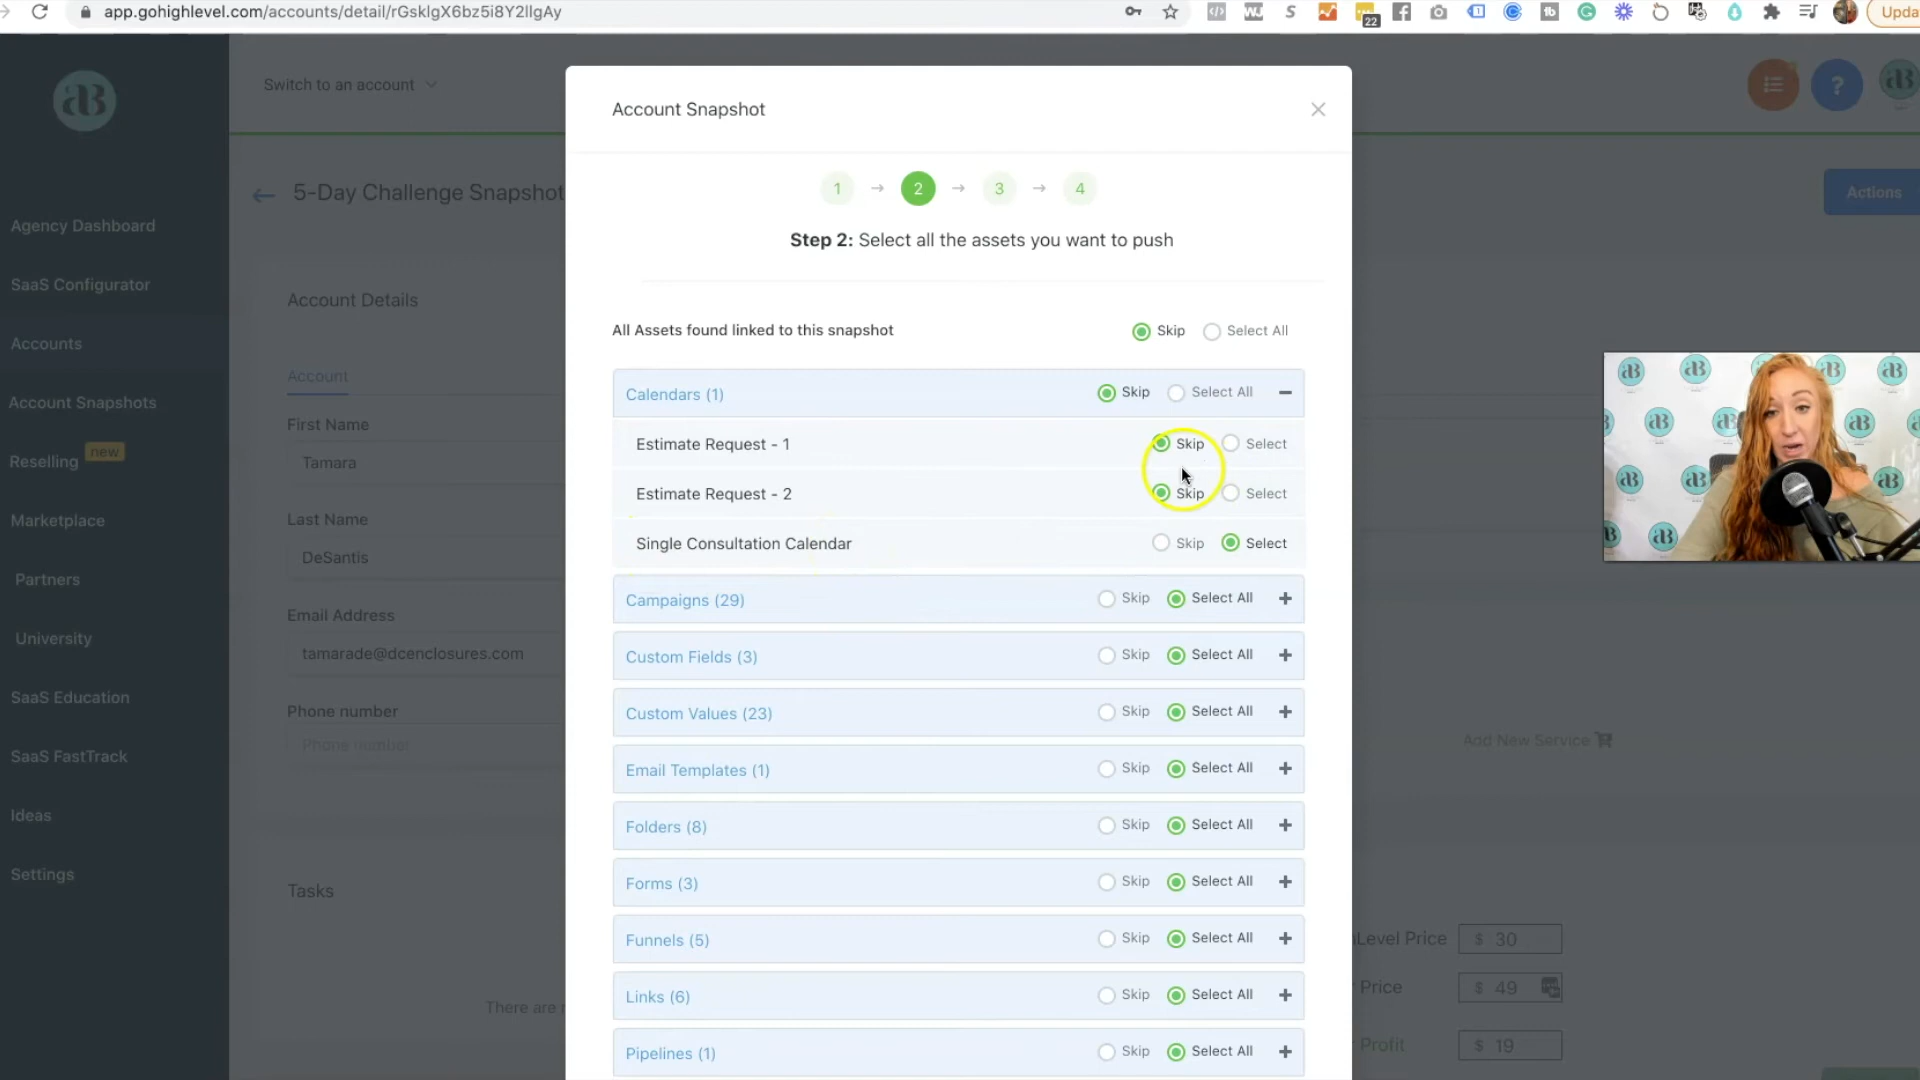 app.gohighlevel.com/accounts/detail/rGsklgX6bz5i8Y2llgAy
22
Upda
Switch to an account
?
5-Day Challenge Snapshot
Actions
Agency Dashboard
SaaS Configurator
Accounts
Account Snapshots
Reselling new
Marketplace
Partners
University
SaaS Education
SaaS FastTrack
Ideas
Settings
Account Details
Account
First Name
Tamara
Last Name
DeSantis
Email Address
tamarade@dcenclosures.com
Phone number
Phone number
Tasks
There are
Account Snapshot
1 → 2 → 3 → 4
Step 2: Select all the assets you want to push
All Assets found linked to this snapshot Skip Select All
Calendars (1) Skip Select All
Estimate Request - 1 Skip Select
Estimate Request - 2 Skip Select
Single Consultation Calendar Skip Select
Campaigns (29) Skip Select All
Custom Fields (3) Skip Select All
Custom Values (23) Skip Select All
Email Templates (1) Skip Select All
Folders (8) Skip Select All
Forms (3) Skip Select All
Funnels (5) Skip Select All
Links (6) Skip Select All
Pipelines (1) Skip Select All
Add New Service
Level Price $ 30
Price $ 49
Profit $ 19